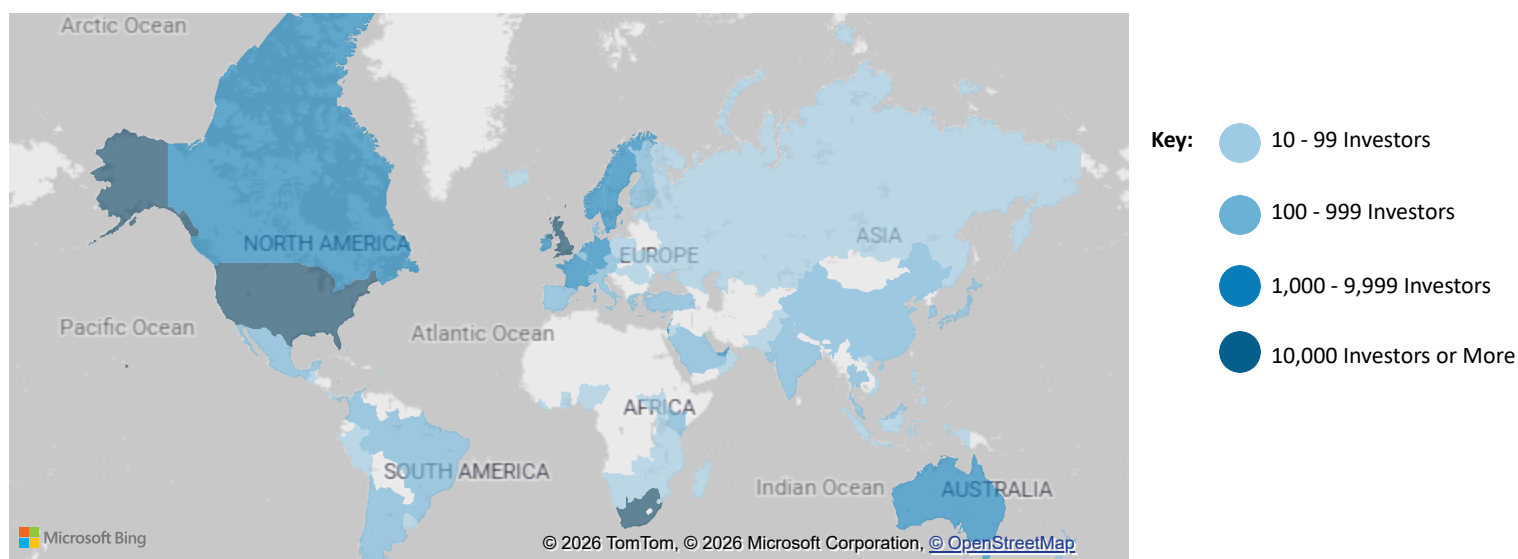 Arctic Ocean
NORTH AMERICA
EUROPE
ASIA
Pacific Ocean
Atlantic Ocean
AFRICA
SOUTH AMERICA
Indian Ocean
AUSTRALIA
Microsoft Bing
© 2026 TomTom, © 2026 Microsoft Corporation, © OpenStreetMap
Key:
10 - 99 Investors
100 - 999 Investors
1,000 - 9,999 Investors
10,000 Investors or More